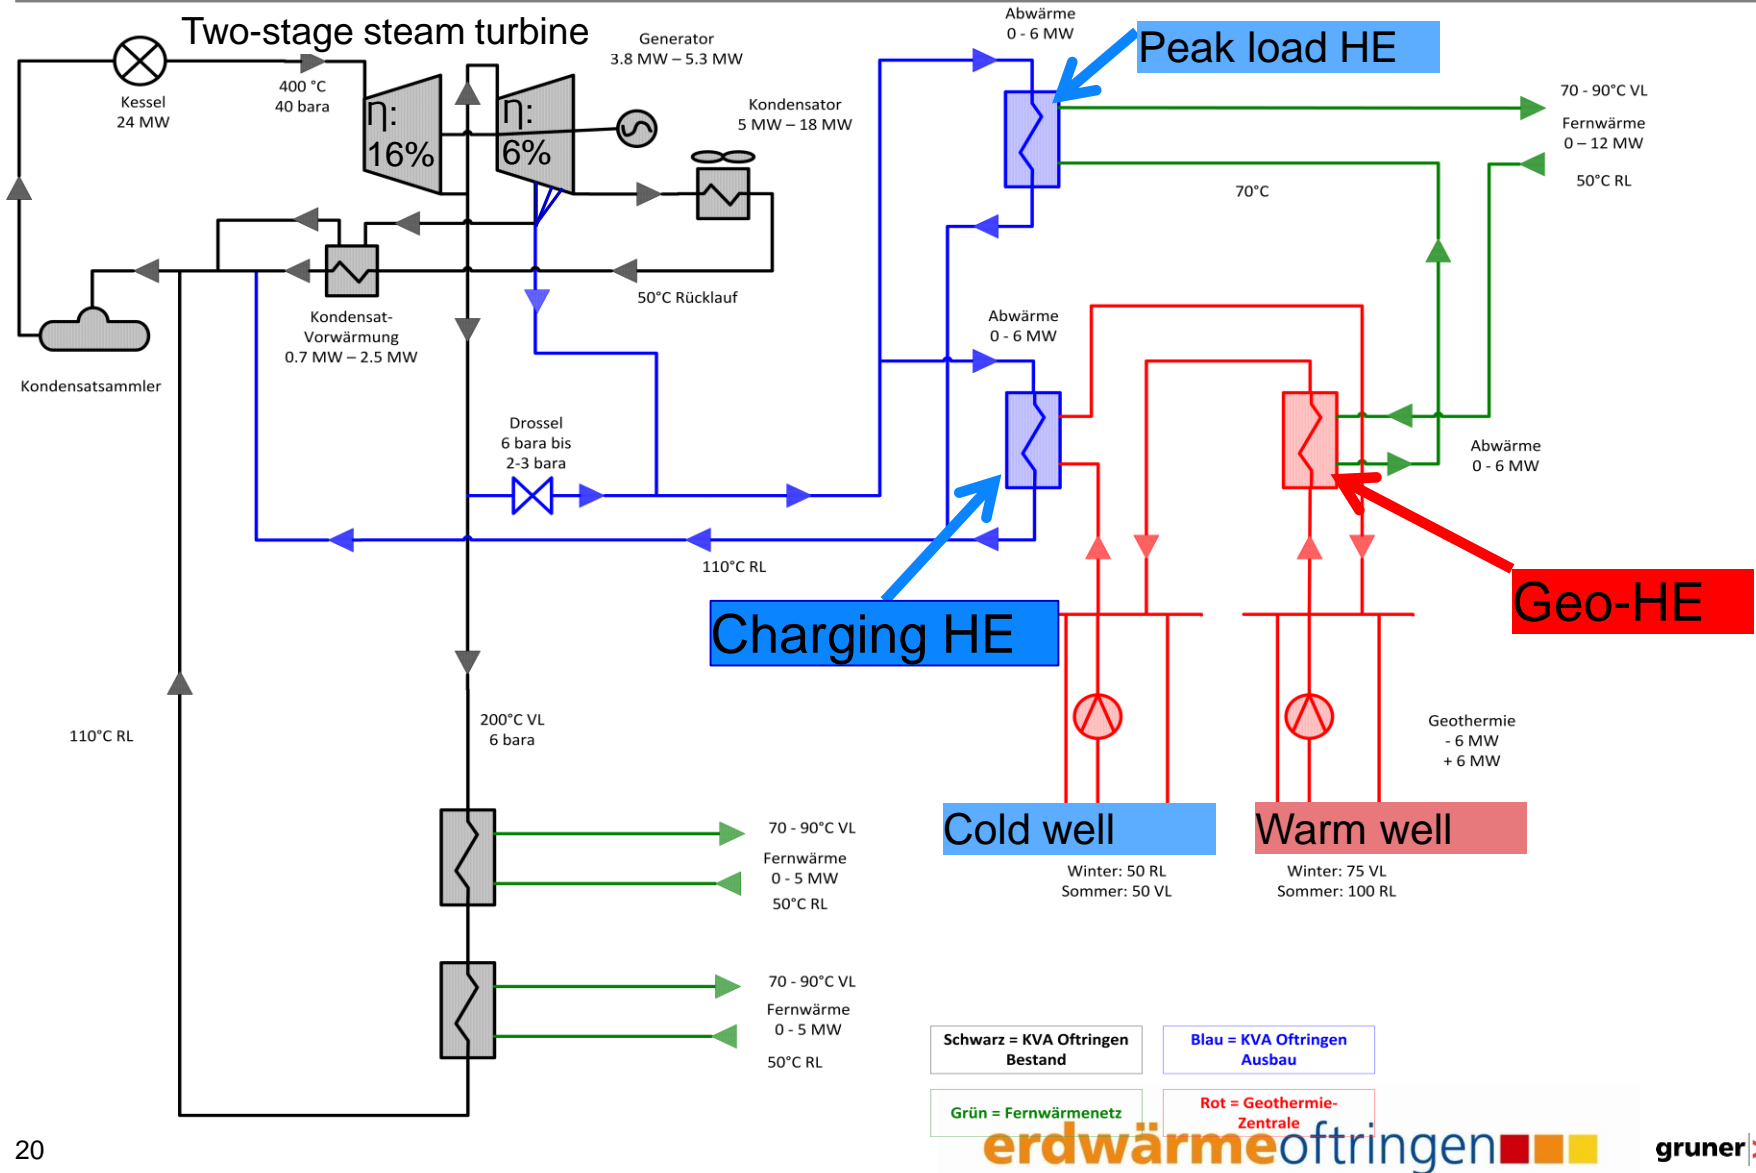 Two-stage steam turbine
Kessel
24 MW
400 °C
40 bara
η:
16%
η:
6%
Generator
3.8 MW – 5.3 MW
Kondensator
5 MW – 18 MW
Abwärme
0 - 6 MW
Peak load HE
70 - 90°C VL
Fernwärme
0 – 12 MW
50°C RL
70°C
50°C Rücklauf
Kondensat-
Vorwärmung
0.7 MW – 2.5 MW
Kondensatsammler
Abwärme
0 - 6 MW
Drossel
6 bara bis
2-3 bara
Abwärme
0 - 6 MW
110°C RL
Charging HE
Geo-HE
110°C RL
200°C VL
6 bara
Geothermie
- 6 MW
+ 6 MW
Cold well
Warm well
Winter: 50 RL
Sommer: 50 VL
Winter: 75 VL
Sommer: 100 RL
70 - 90°C VL
Fernwärme
0 - 5 MW
50°C RL
70 - 90°C VL
Fernwärme
0 - 5 MW
50°C RL
Schwarz = KVA Oftringen
Bestand
Blau = KVA Oftringen
Ausbau
Grün = Fernwärmenetz
Rot = Geothermie-
Zentrale
erdwärmeoftringen
gruner
20